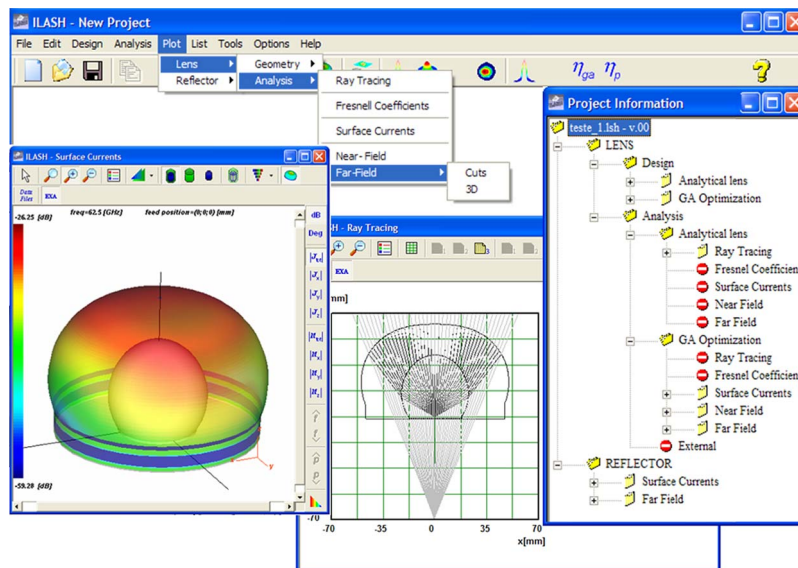 ILASH - New Project
File Edit Design Analysis Plot List Tools Options Help
Lens
Reflector
Geometry
Analysis
ηga ηp
Ray Tracing
Fresnell Coefficients
Surface Currents
Near- Field
Far-Field
Cuts
3D
ILASH - Surface Currents
Data Files
EXA
-26.25 [dB]
freq=62.5 [GHz] feed position=(0;0;0) [mm]
dB
Deg
y
-59.20 [dB]
SH - Ray Tracing
EXA
mm]
-70
-70 -35 0 35 70
x[mm]
Project Information
teste_1.lsh - v.00
LENS
Design
Analytical lens
GA Optimization
Analysis
Analytical lens
Ray Tracing
Fresnel Coefficien
Surface Currents
Near Field
Far Field
GA Optimization
Ray Tracing
Fresnel Coefficien
Surface Currents
Near Field
Far Field
External
REFLECTOR
Surface Currents
Far Field